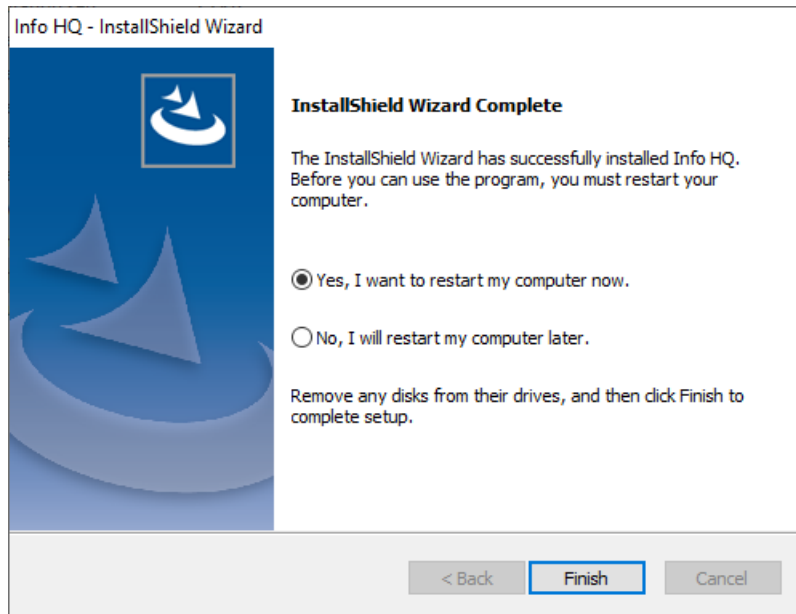 Info HQ - InstallShield Wizard
InstallShield Wizard Complete
The InstallShield Wizard has successfully installed Info HQ.
Before you can use the program, you must restart your
computer.
Yes, I want to restart my computer now.
No, I will restart my computer later.
Remove any disks from their drives, and then click Finish to
complete setup.
< Back
Finish
Cancel